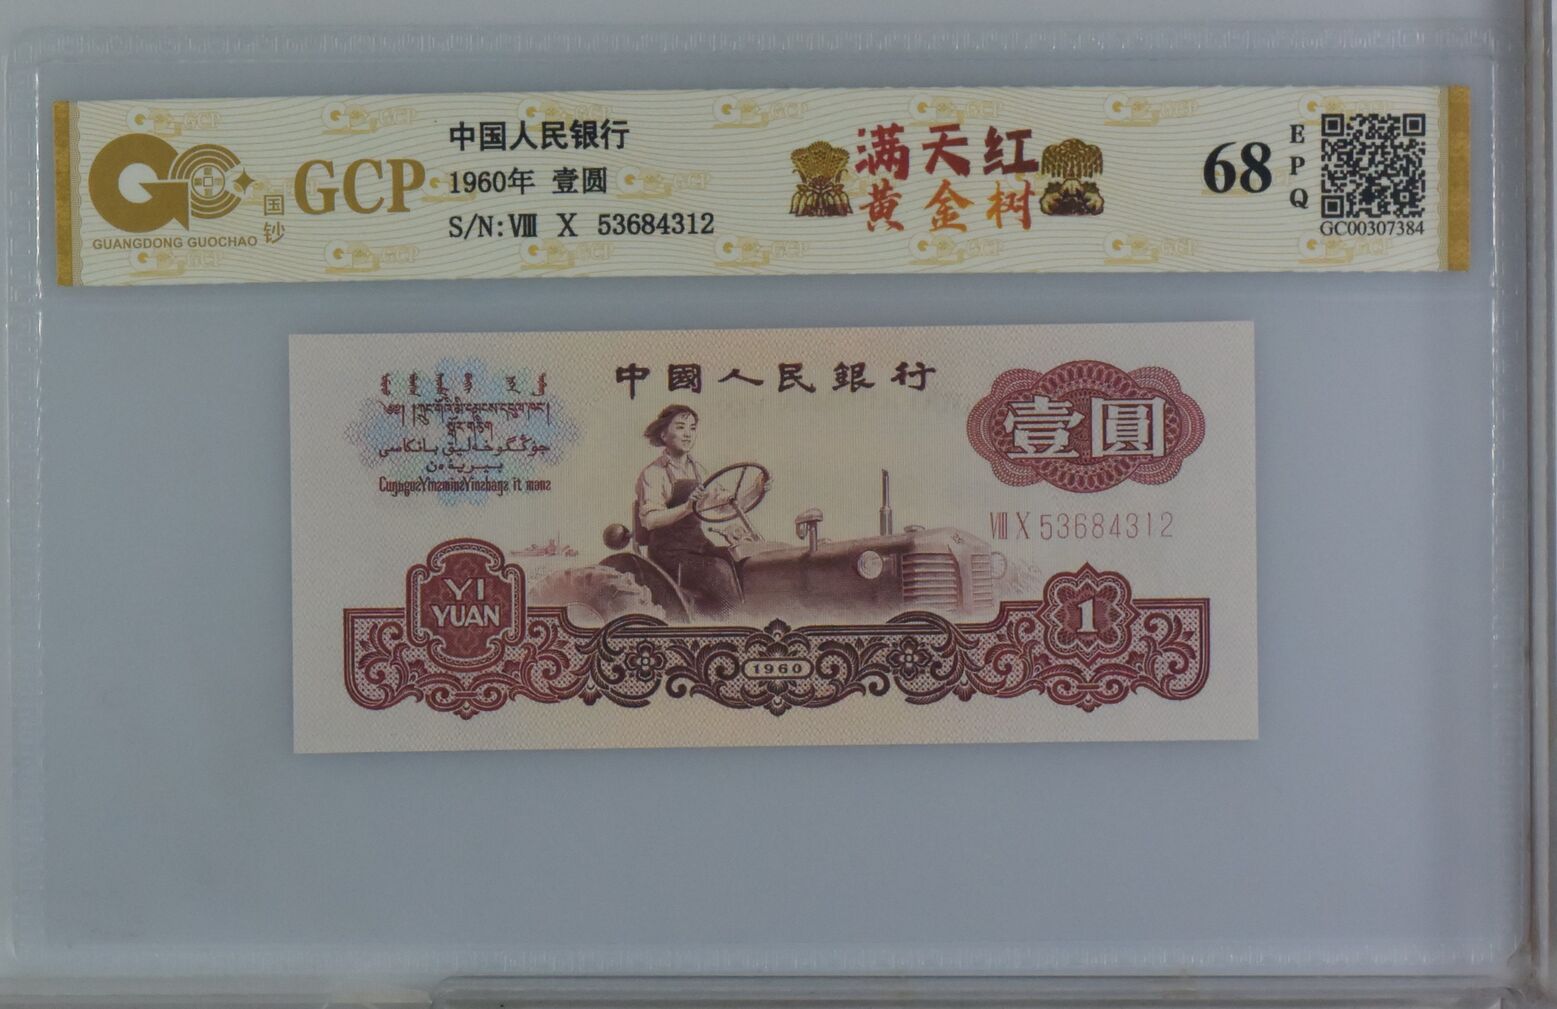 GCP
国钞
GUANGDONG GUOCHAO
中国人民银行
1960年 壹圆
S/N: Ⅷ X 53684312
满天红
黄金树
68
EPQ
GC00307384
中國人民銀行
壹圓
Ⅷ X 53684312
YI
YUAN
1960
1